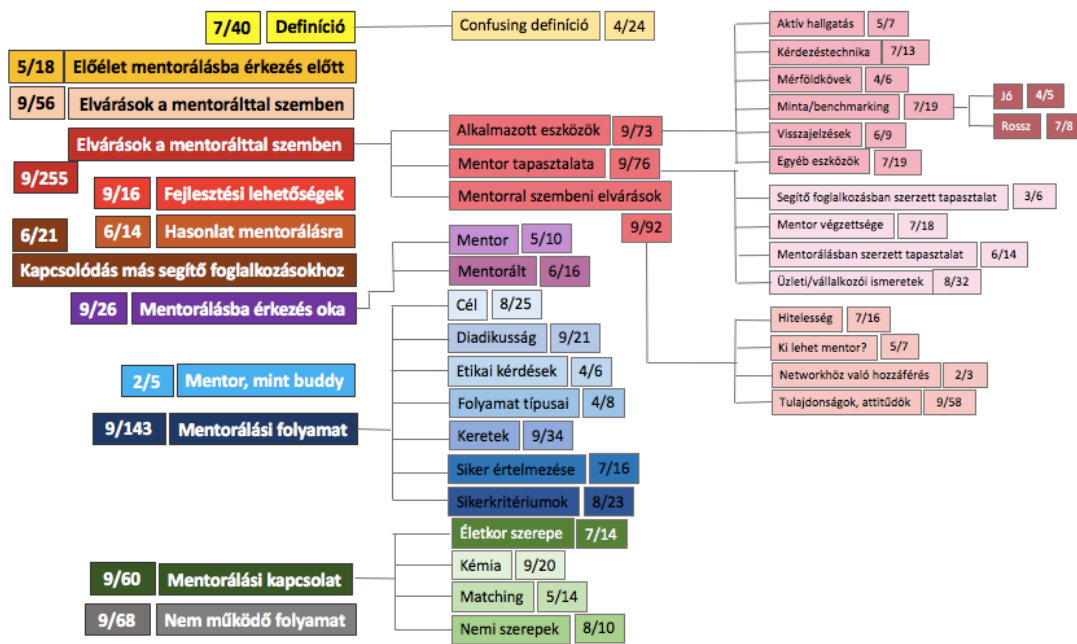 7/40 Definíció
Confusing definíció 4/24
5/18 Előélet mentorálásba érkezés előtt
9/56 Elvárások a mentorálttal szemben
Elvárások a mentorálttal szemben
9/255
Alkalmazott eszközök 9/73
Aktív hallgatás 5/7
Kérdezéstechnika 7/13
Mérföldkövek 4/6
Minta/benchmarking 7/19
Jó 4/5
Rossz 7/8
Visszajelzések 6/9
Egyéb eszközök 7/19
Mentor tapasztalata 9/76
Segítő foglalkozásban szerzett tapasztalat 3/6
Mentor végzettsége 7/18
Mentorálásban szerzett tapasztalat 6/14
Üzleti/vállalkozói ismeretek 8/32
Mentorral szembeni elvárások
9/92
Hitelesség 7/16
Ki lehet mentor? 5/7
Networkhöz való hozzáférés 2/3
Tulajdonságok, attitűdök 9/58
9/16 Fejlesztési lehetőségek
6/14 Hasonlat mentorálásra
6/21
Kapcsolódás más segítő foglalkozásokhoz
9/26 Mentorálásba érkezés oka
Mentor 5/10
Mentorált 6/16
2/5 Mentor, mint buddy
9/143 Mentorálási folyamat
Cél 8/25
Diadikusság 9/21
Etikai kérdések 4/6
Folyamat típusai 4/8
Keretek 9/34
Siker értelmezése 7/16
Sikerkritériumok 8/23
9/60 Mentorálási kapcsolat
Életkor szerepe 7/14
Kémia 9/20
Matching 5/14
Nemi szerepek 8/10
9/68 Nem működő folyamat